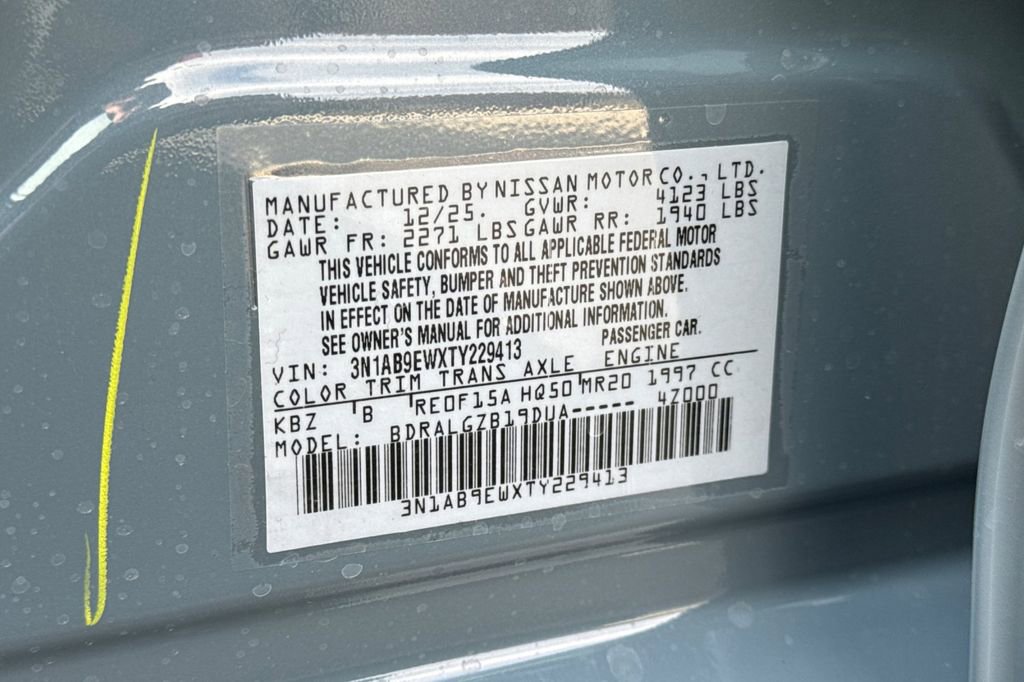 MANUFACTURED BY NISSAN MOTOR CO., LTD.
DATE: 12/25. GVWR: 4123 LBS
GAWR FR: 2271 LBS GAWR RR: 1940 LBS
THIS VEHICLE CONFORMS TO ALL APPLICABLE FEDERAL MOTOR
VEHICLE SAFETY, BUMPER AND THEFT PREVENTION STANDARDS
IN EFFECT ON THE DATE OF MANUFACTURE SHOWN ABOVE.
SEE OWNER'S MANUAL FOR ADDITIONAL INFORMATION.
VIN: 3N1AB9EWXTY229413 PASSENGER CAR.
COLOR TRIM TRANS AXLE ENGINE
KBZ B RE0F15A HQ50 MR20 1997 CC
MODEL: BDRALGZB19DUA----- 4Z000
3N1AB9EWXTY229413